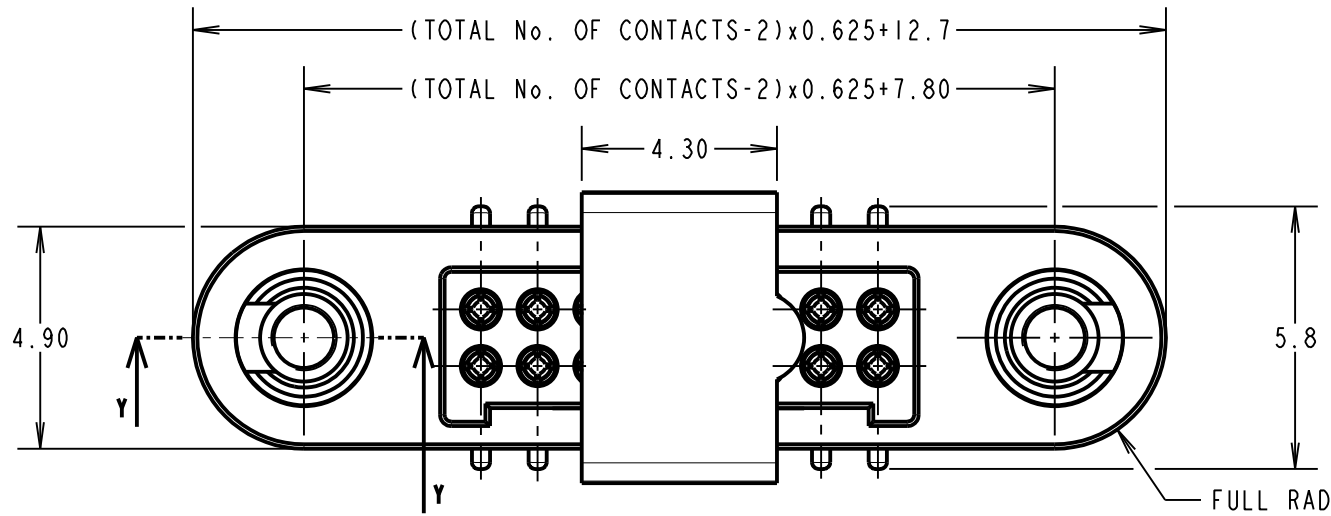 (TOTAL No. OF CONTACTS-2)x0.625+12.7
(TOTAL No. OF CONTACTS-2)x0.625+7.80
4.30
4.90
5.8
Y
Y
FULL RAD